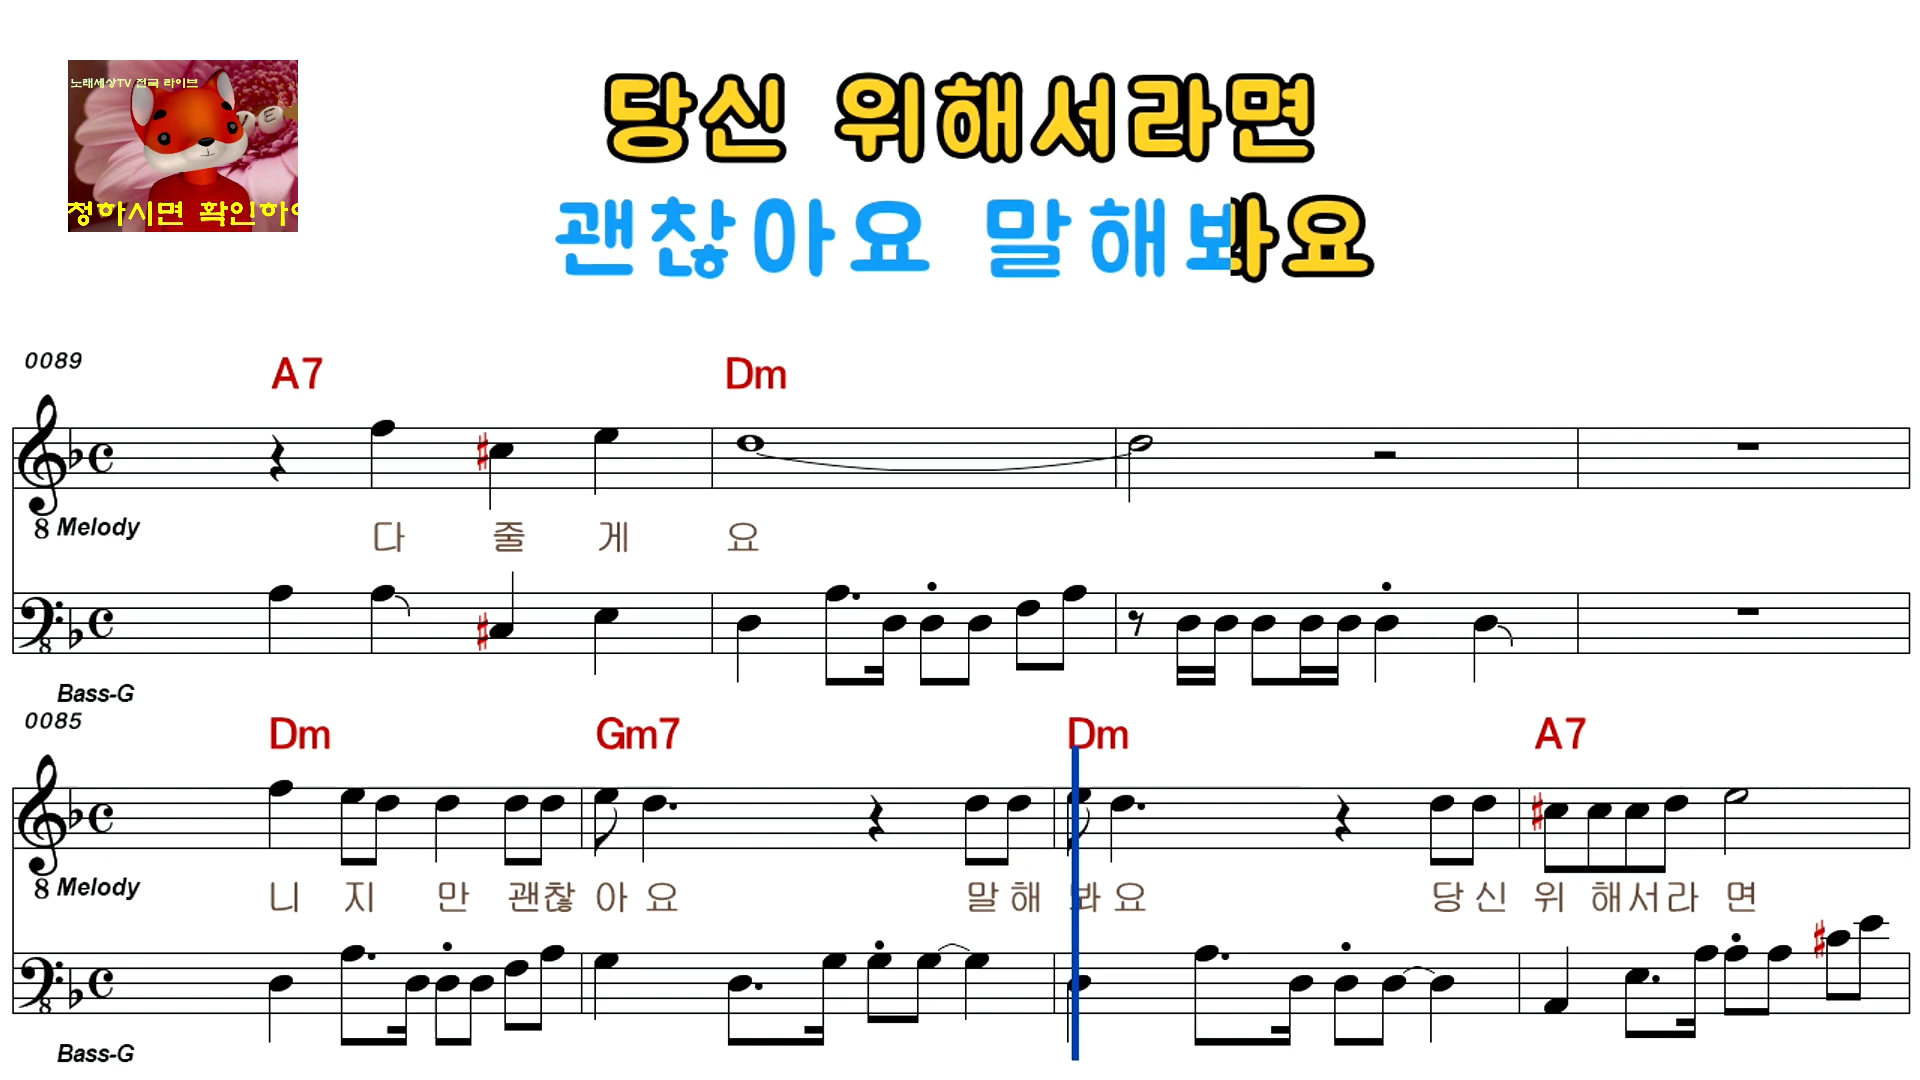 노래세상TV 전국 라이브
청하시면 확인하
당신 위해서라면
괜찮아요 말해봐요
0089
A7 Dm
8 Melody
다 줄 게 요
8
Bass-G
0085
Dm Gm7 Dm A7
8 Melody
니 지 만 괜찮 아 요 말 해 봐 요 당 신 위 해서라 면
8
Bass-G